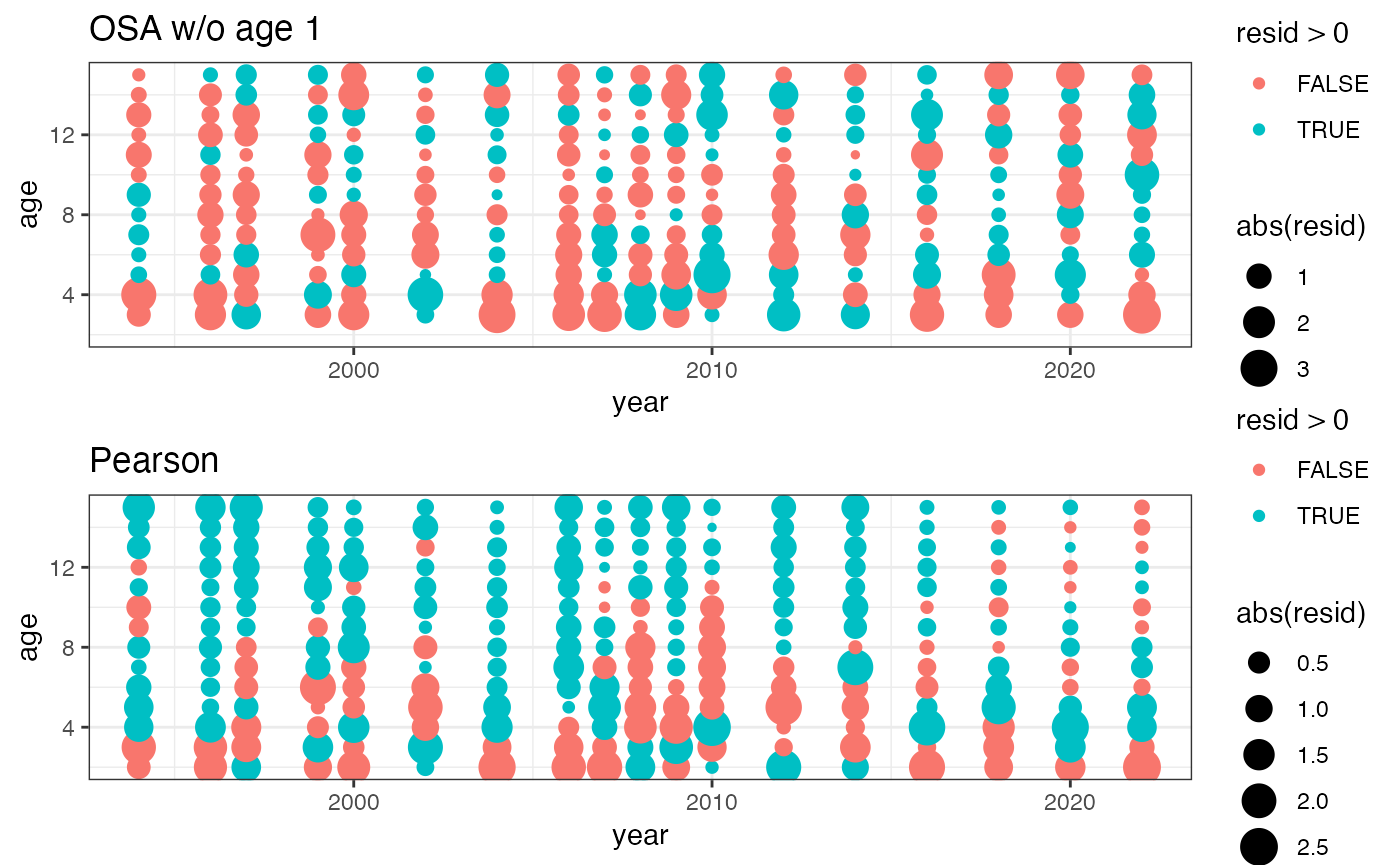 OSA w/o age 1
age
12
8
4
2000
2010
2020
year
resid > 0
FALSE
TRUE
abs(resid)
1
2
3
Pearson
age
12
8
4
2000
2010
2020
year
resid > 0
FALSE
TRUE
abs(resid)
0.5
1.0
1.5
2.0
2.5